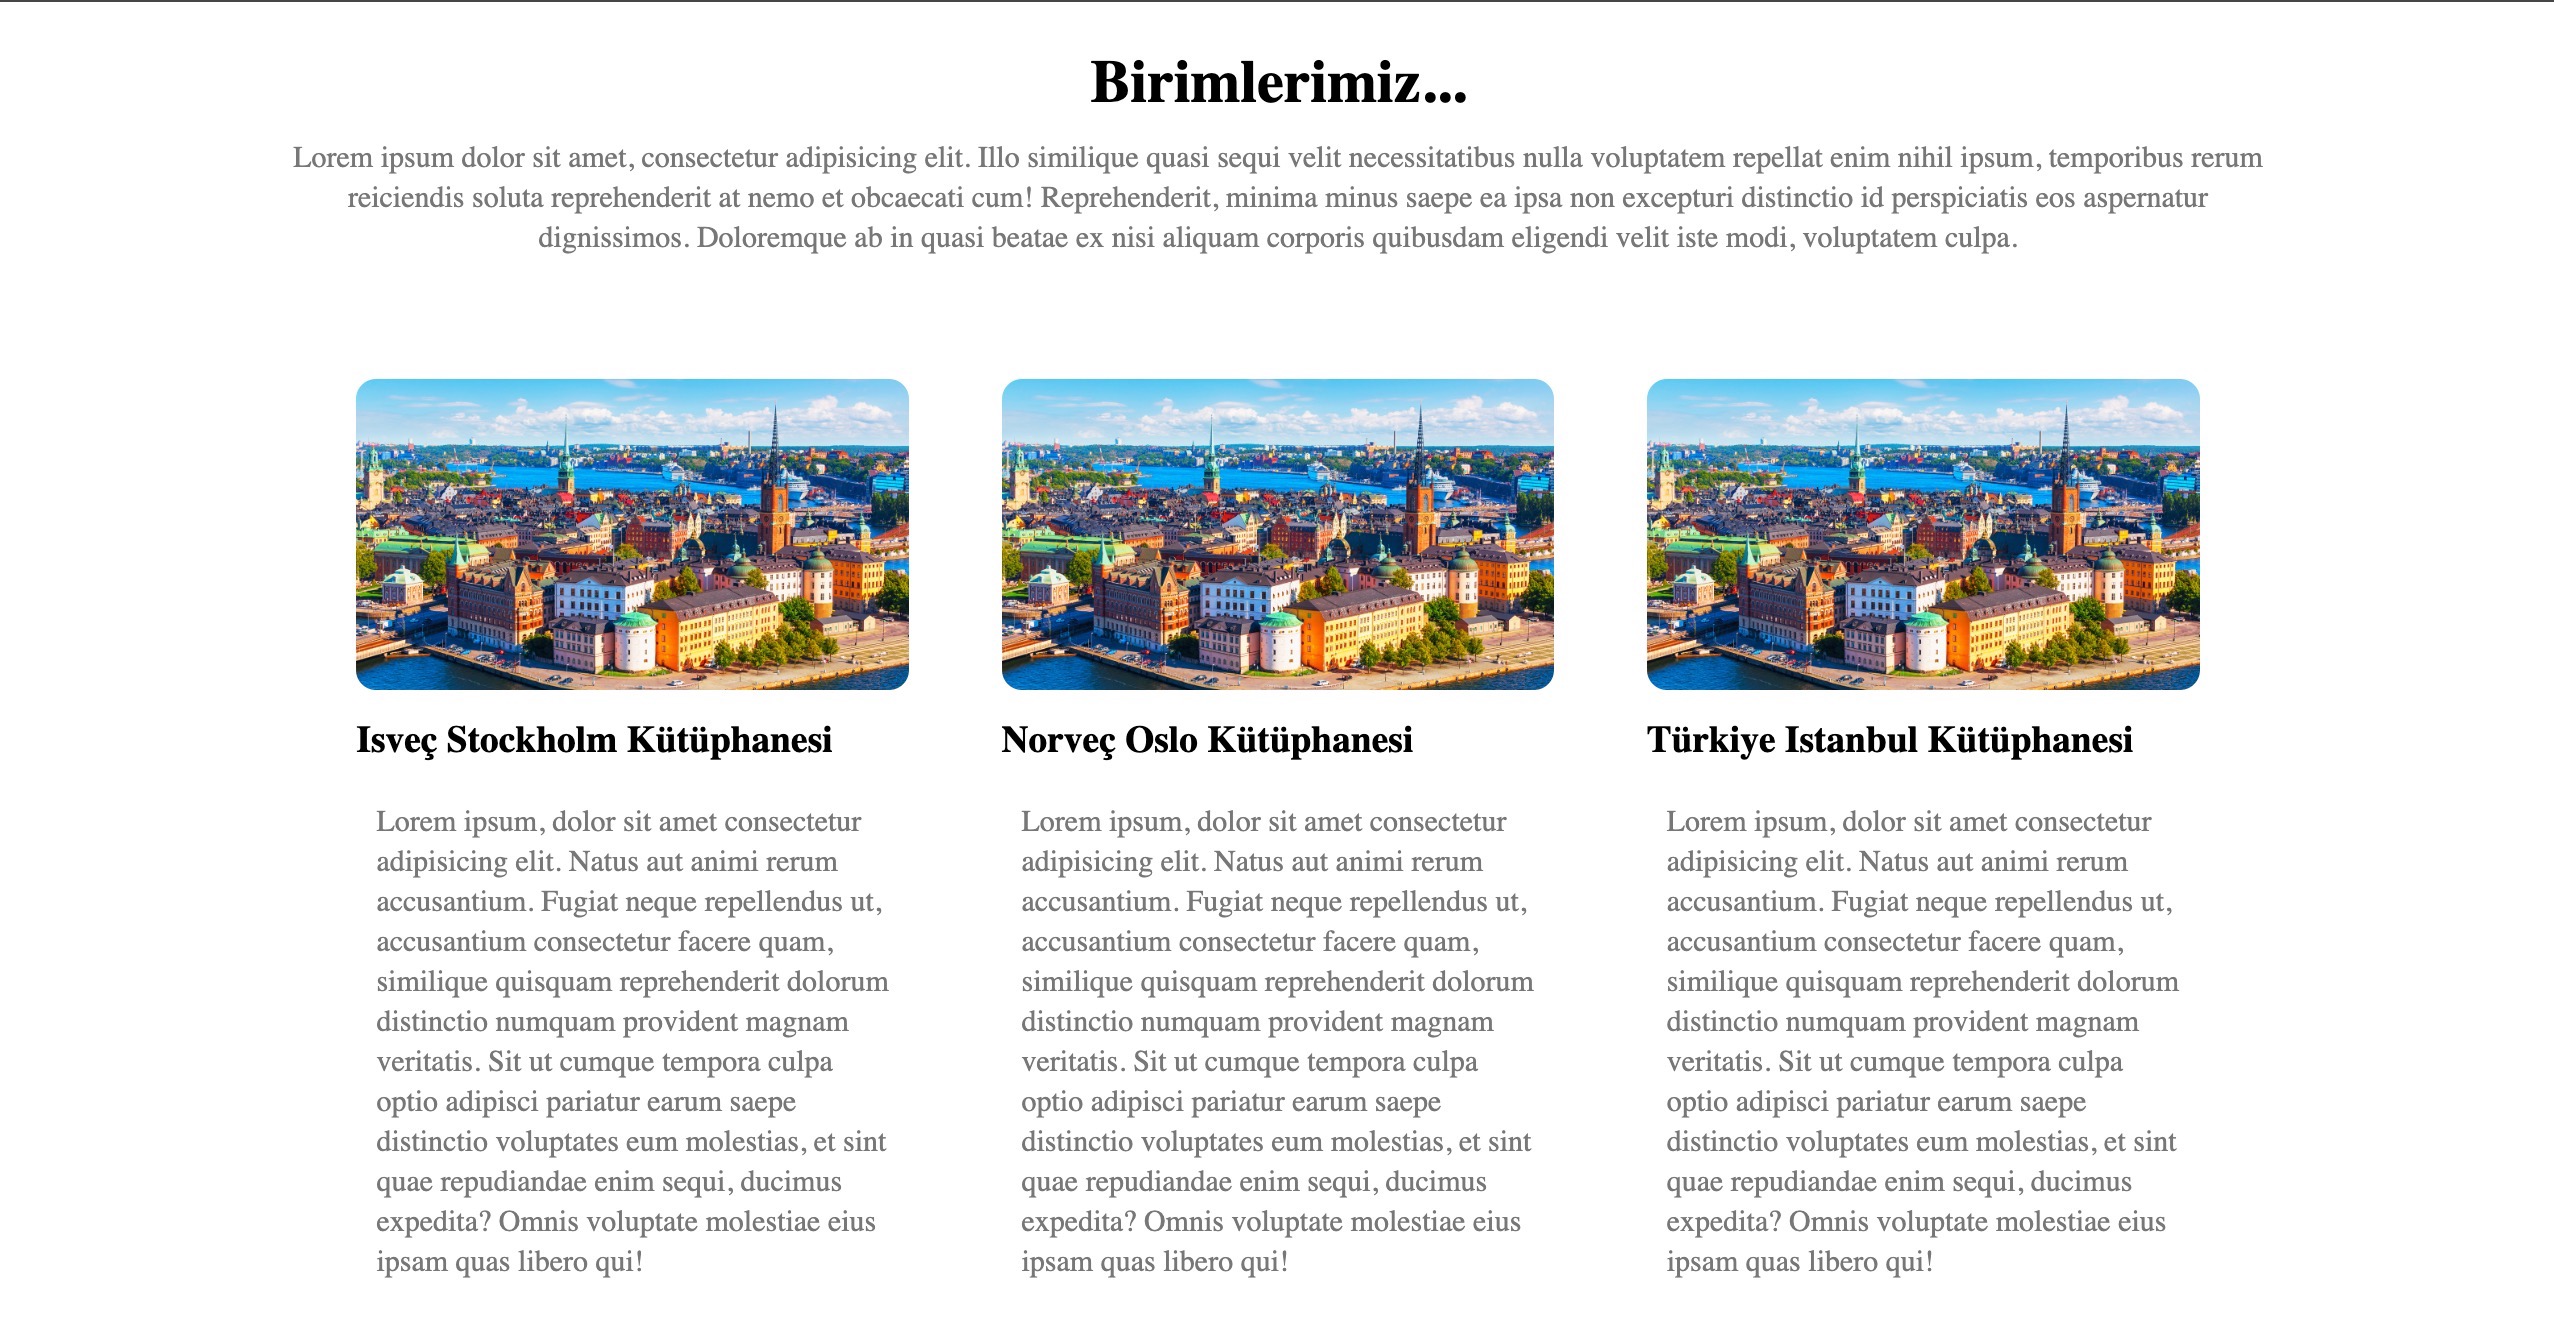 Birimlerimiz...
Lorem ipsum dolor sit amet, consectetur adipisicing elit. Illo similique quasi sequi velit necessitatibus nulla voluptatem repellat enim nihil ipsum, temporibus rerum
reiciendis soluta reprehenderit at nemo et obcaecati cum! Reprehenderit, minima minus saepe ea ipsa non excepturi distinctio id perspiciatis eos aspernatur
dignissimos. Doloremque ab in quasi beatae ex nisi aliquam corporis quibusdam eligendi velit iste modi, voluptatem culpa.
Isveç Stockholm Kütüphanesi
Lorem ipsum, dolor sit amet consectetur
adipisicing elit. Natus aut animi rerum
accusantium. Fugiat neque repellendus ut,
accusantium consectetur facere quam,
similique quisquam reprehenderit dolorum
distinctio numquam provident magnam
veritatis. Sit ut cumque tempora culpa
optio adipisci pariatur earum saepe
distinctio voluptates eum molestias, et sint
quae repudiandae enim sequi, ducimus
expedita? Omnis voluptate molestiae eius
ipsam quas libero qui!
Norveç Oslo Kütüphanesi
Lorem ipsum, dolor sit amet consectetur
adipisicing elit. Natus aut animi rerum
accusantium. Fugiat neque repellendus ut,
accusantium consectetur facere quam,
similique quisquam reprehenderit dolorum
distinctio numquam provident magnam
veritatis. Sit ut cumque tempora culpa
optio adipisci pariatur earum saepe
distinctio voluptates eum molestias, et sint
quae repudiandae enim sequi, ducimus
expedita? Omnis voluptate molestiae eius
ipsam quas libero qui!
Türkiye Istanbul Kütüphanesi
Lorem ipsum, dolor sit amet consectetur
adipisicing elit. Natus aut animi rerum
accusantium. Fugiat neque repellendus ut,
accusantium consectetur facere quam,
similique quisquam reprehenderit dolorum
distinctio numquam provident magnam
veritatis. Sit ut cumque tempora culpa
optio adipisci pariatur earum saepe
distinctio voluptates eum molestias, et sint
quae repudiandae enim sequi, ducimus
expedita? Omnis voluptate molestiae eius
ipsam quas libero qui!